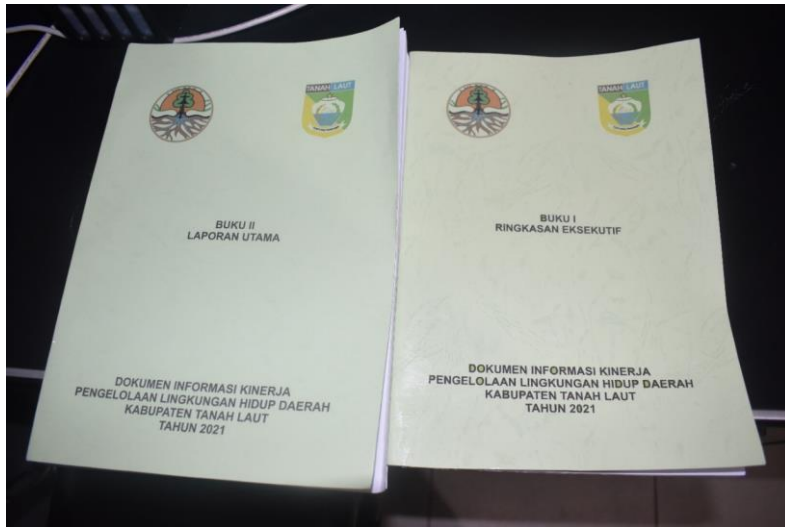 TANAH LAUT
BUKU II
LAPORAN UTAMA
DOKUMEN INFORMASI KINERJA
PENGELOLAAN LINGKUNGAN HIDUP DAERAH
KABUPATEN TANAH LAUT
TAHUN 2021
TANAH LAUT
BUKU I
RINGKASAN EKSEKUTIF
DOKUMEN INFORMASI KINERJA
PENGELOLAAN LINGKUNGAN HIDUP DAERAH
KABUPATEN TANAH LAUT
TAHUN 2021